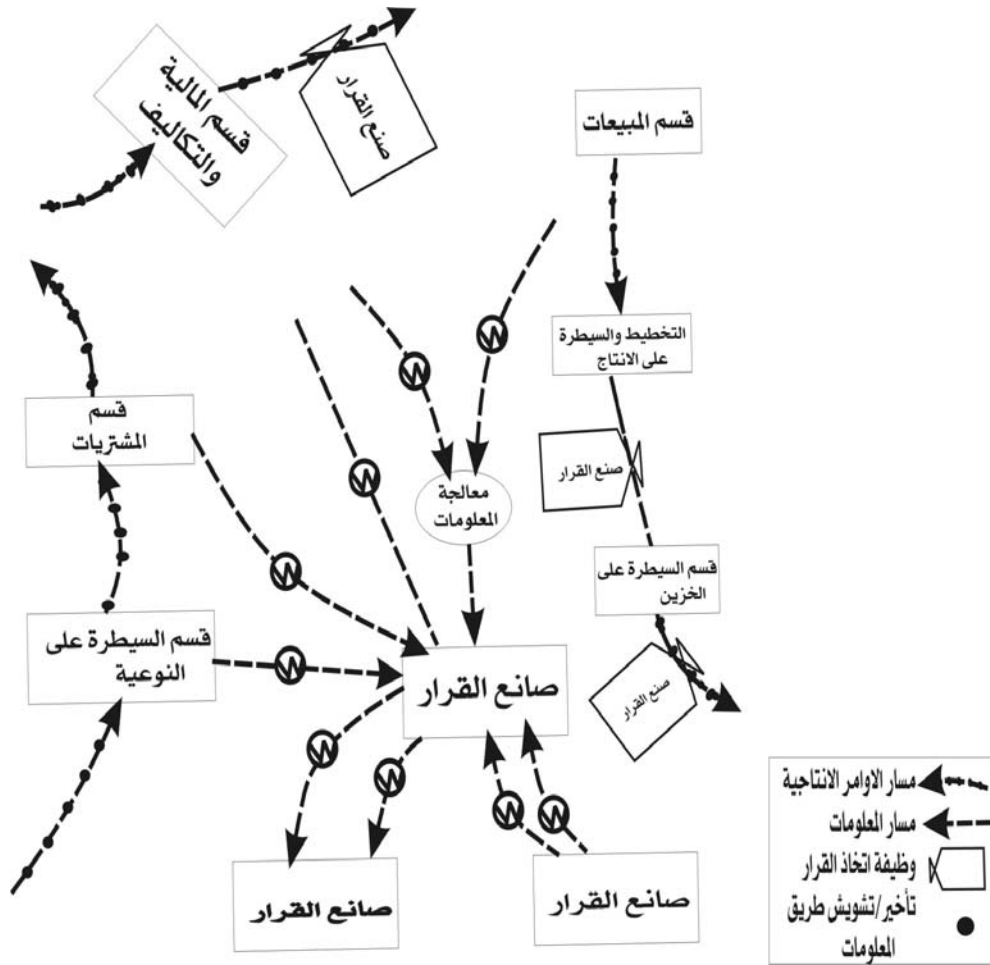 قسم المالية
والتكاليف
صنع القرار
قسم المبيعات
التخطيط والسيطرة
على الانتاج
صنع القرار
قسم
المشتريات
معالجة
المعلومات
قسم السيطرة على
الخزين
قسم السيطرة على
النوعية
صانع القرار
صنع القرار
صانع القرار
صانع القرار
مسار الاوامر الانتاجية
مسار المعلومات
وظيفة اتخاذ القرار
تأخير/تشويش طريق
المعلومات
W
W
W
W
W
W
W
W
W